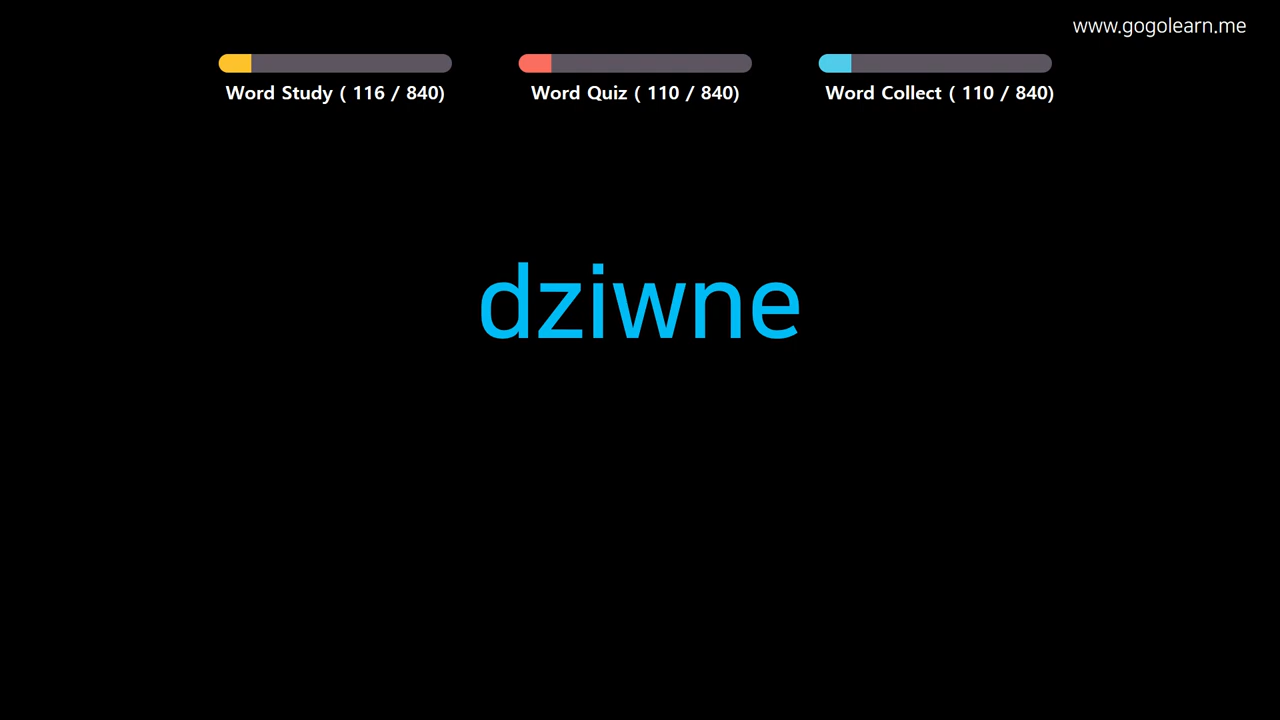 www.gogolearn.me
Word Study ( 116 / 840)
Word Quiz ( 110 / 840)
Word Collect ( 110 / 840)
dziwne